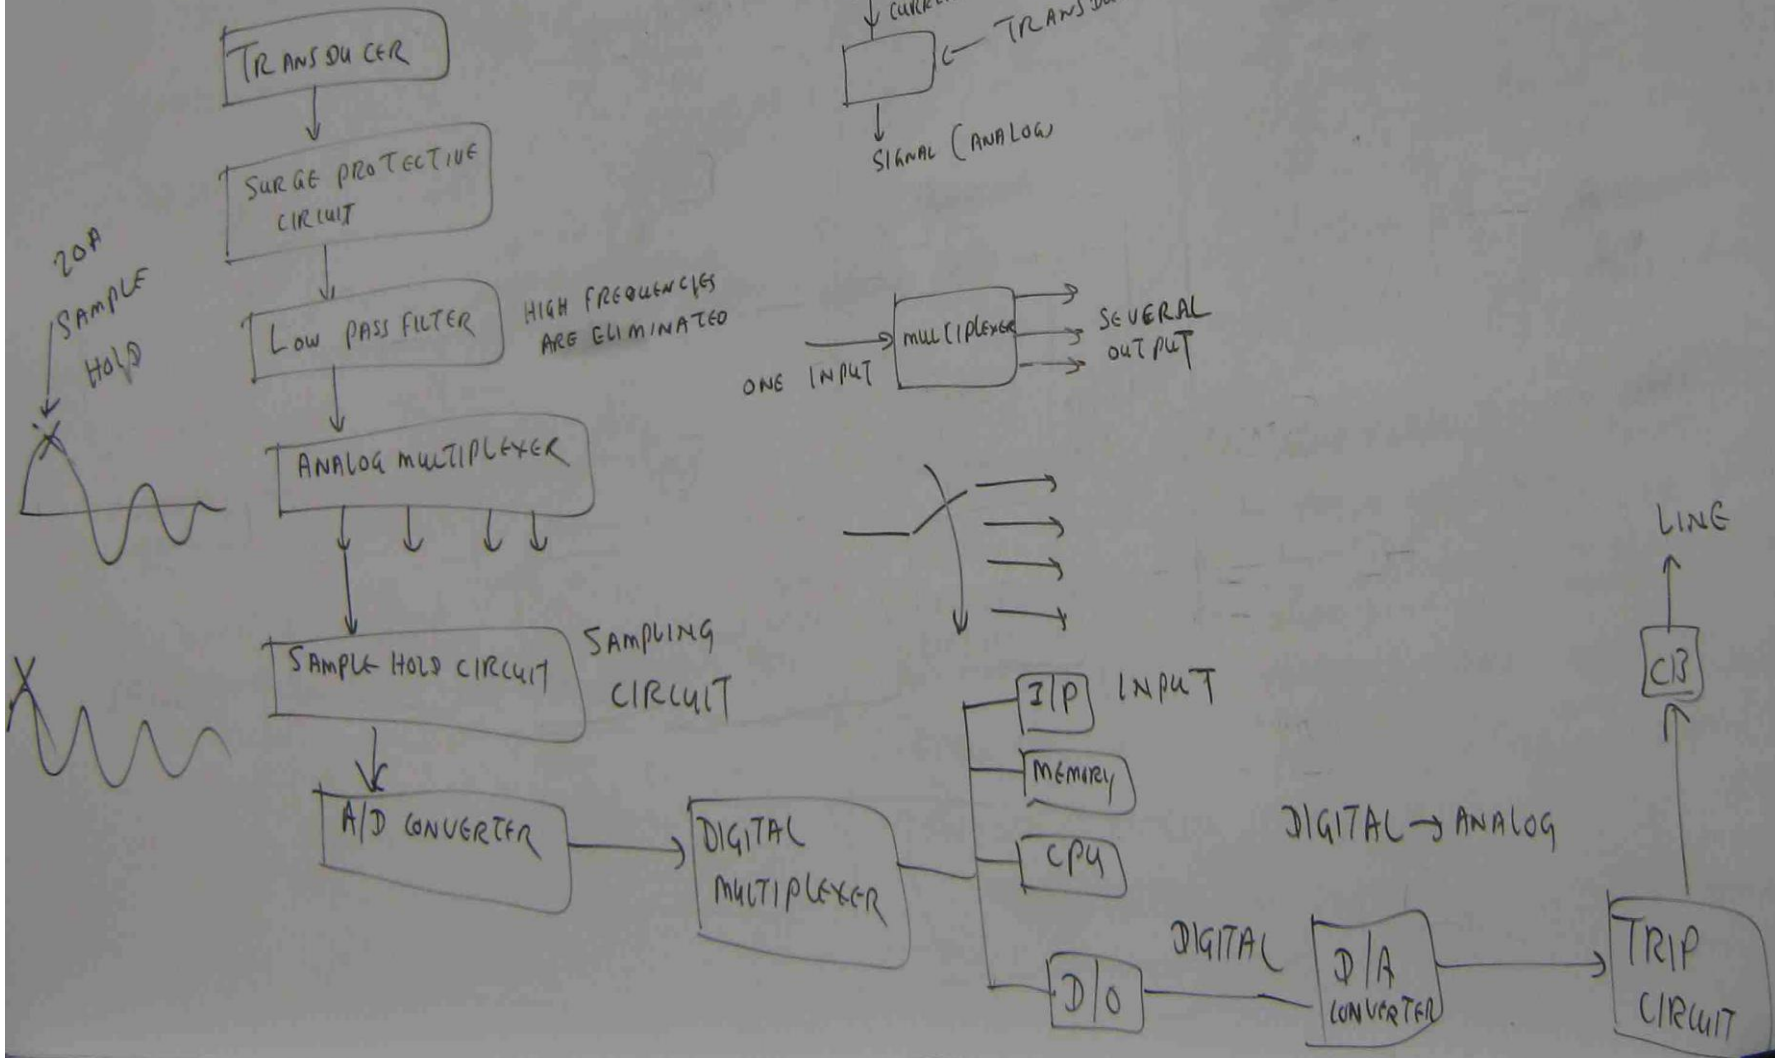 TRANSDUCER
SURGE PROTECTIVE
CIRCUIT
20A
SAMPLE
HOLD
LOW PASS FILTER
HIGH FREQUENCIES
ARE ELIMINATED
ANALOG MULTIPLEXER
SAMPLE HOLD CIRCUIT
SAMPLING
CIRCUIT
A/D CONVERTER
DIGITAL
MULTIPLEXER
SIGNAL (ANALOG)
ONE INPUT
MULTIPLEXER
SEVERAL
OUTPUT
I/P
INPUT
MEMORY
CPU
D/O
DIGITAL
DIGITAL → ANALOG
D/A
CONVERTER
TRIP
CIRCUIT
CB
LINE